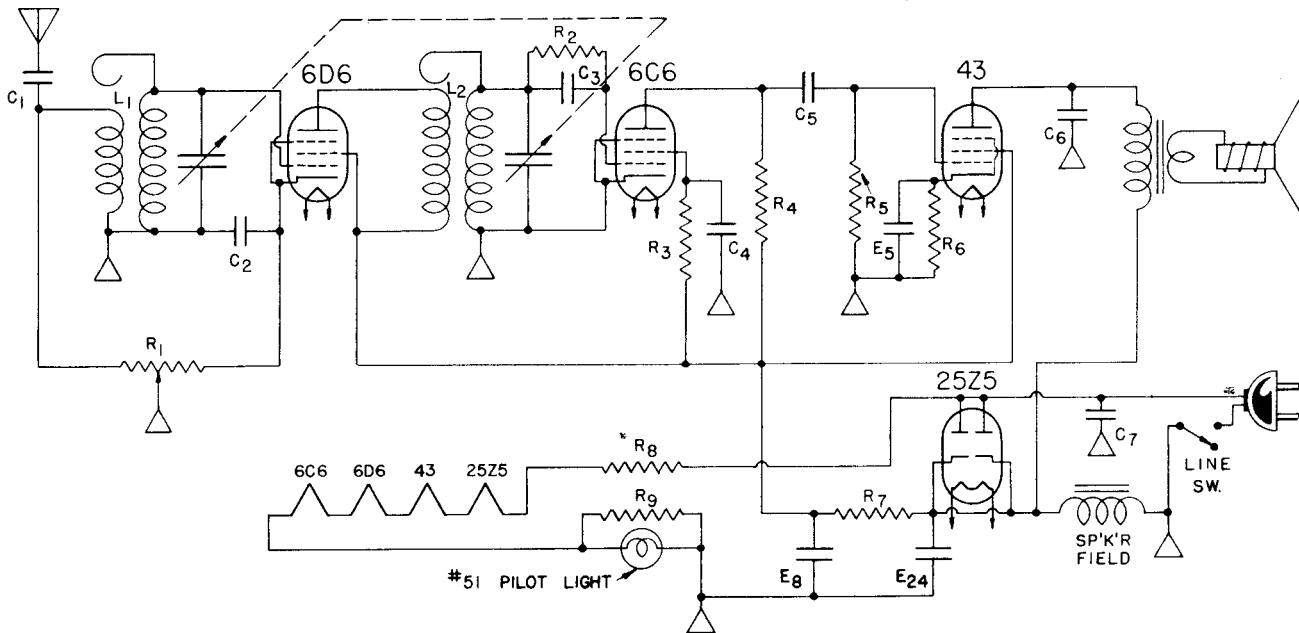 6D6
6C6
43
R2
C3
L1
L2
C1
C5
C6
R4
R5
C2
E5
R6
R3
C4
R1
25Z5
C7
LINE
SW.
* R8
6C6 6D6 43 25Z5
R9
R7
SP'K'R
FIELD
#51 PILOT LIGHT
E8
E24